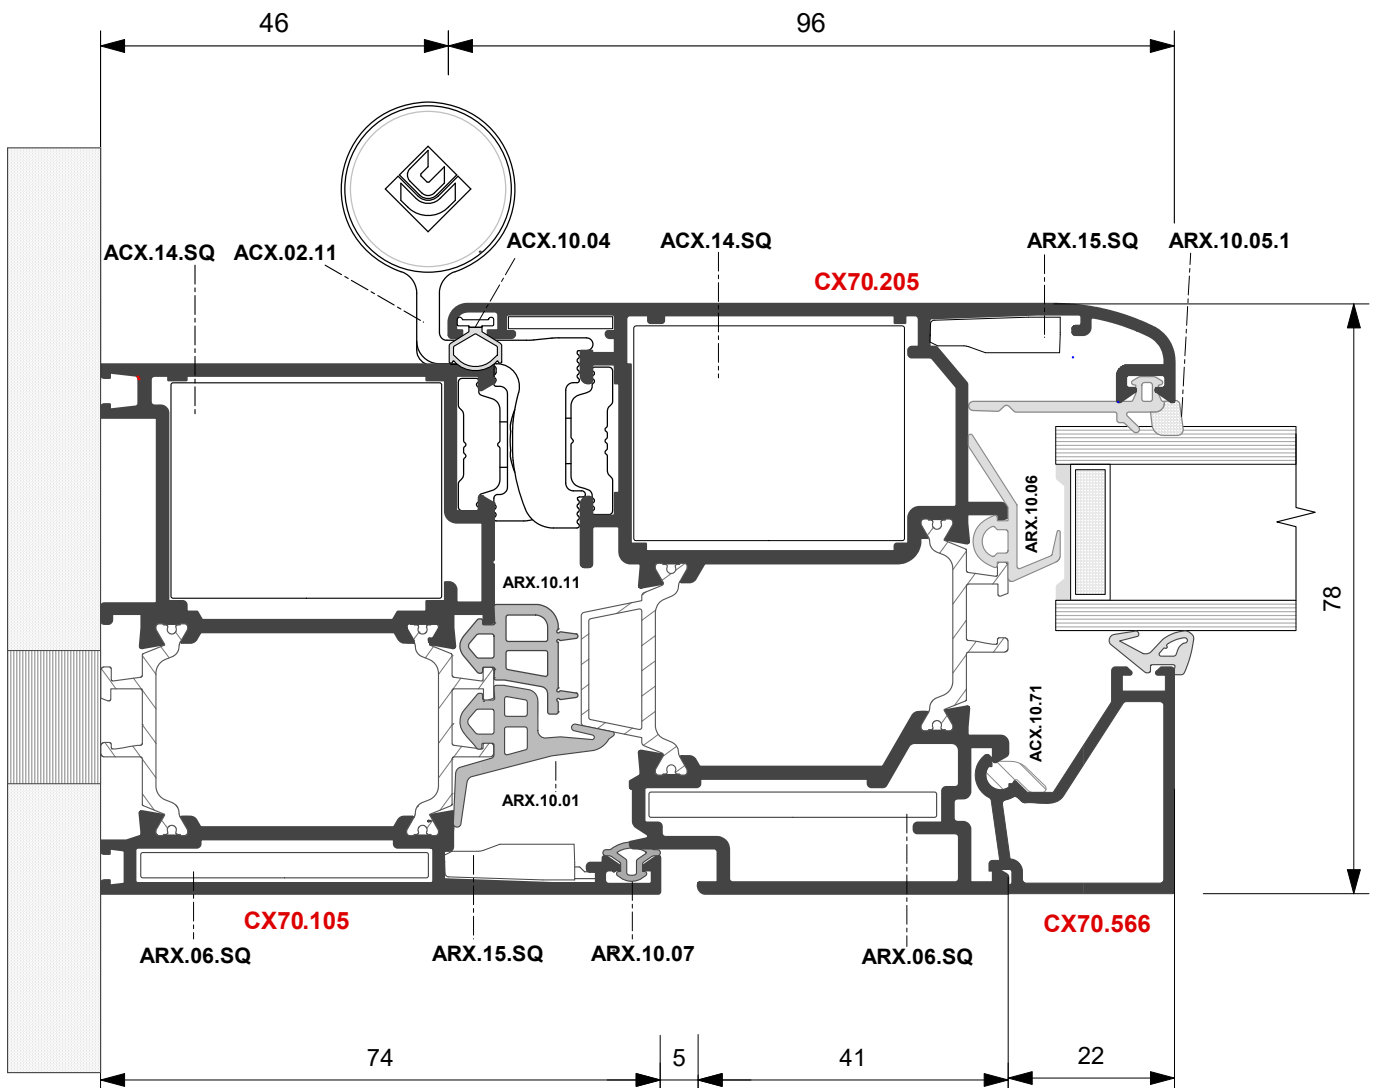 46
96
ACX.14.SQ
ACX.02.11
ACX.10.04
ACX.14.SQ
ARX.15.SQ
ARX.10.05.1
CX70.205
ARX.10.06
ARX.10.11
78
ACX.10.71
ARX.10.01
CX70.105
CX70.566
ARX.06.SQ
ARX.15.SQ
ARX.10.07
ARX.06.SQ
74
5
41
22